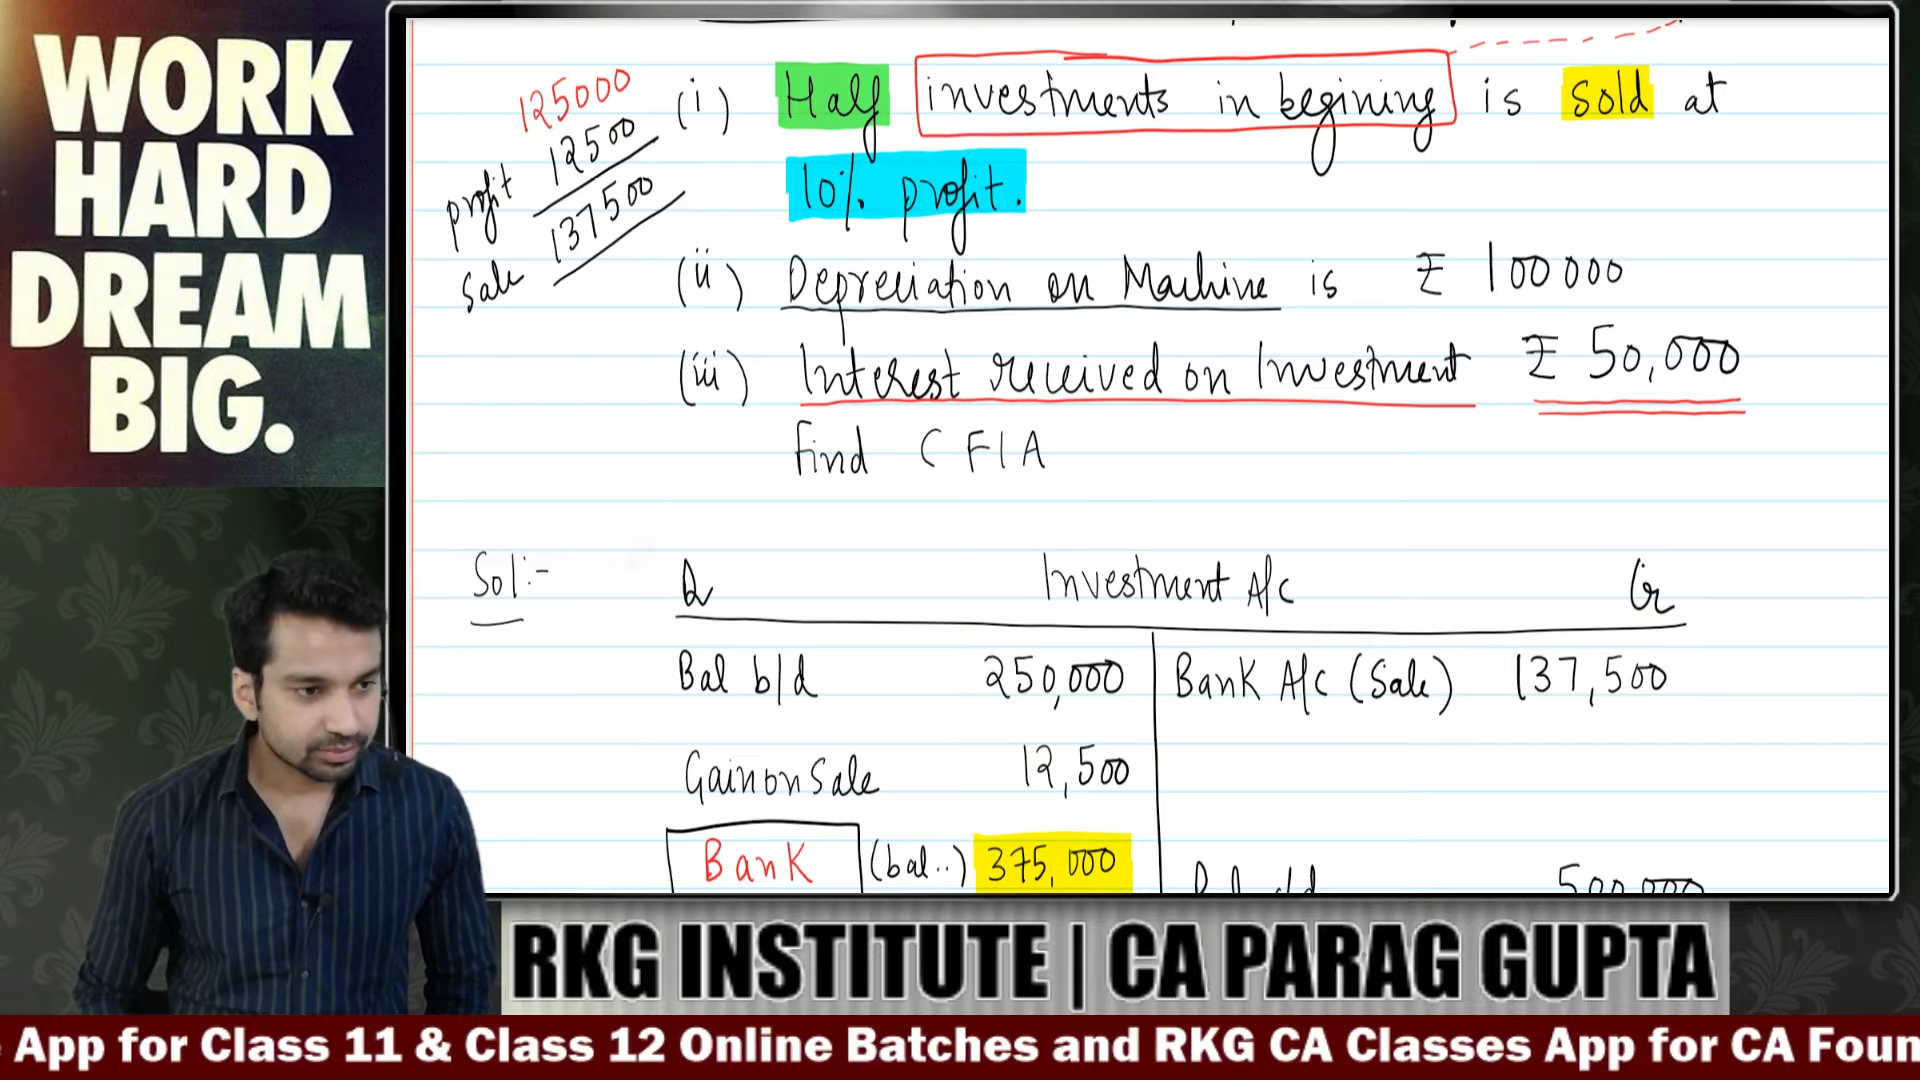 WORK
HARD
DREAM
BIG.
125000
profit 12500
Sale 137500
(i) Half investments in begining is sold at
10% profit.
(ii) Depreciation on Machine is ₹ 100000
(iii) Interest received on Investment ₹ 50,000
Find CFIA
Sol:-
Dr Investment A/c Cr
Bal b/d 250,000 Bank A/c (Sale) 137,500
Gain on Sale 12,500
Bank (bal..) 375,000
500,000
RKG INSTITUTE | CA PARAG GUPTA
App for Class 11 & Class 12 Online Batches and RKG CA Classes App for CA Foun